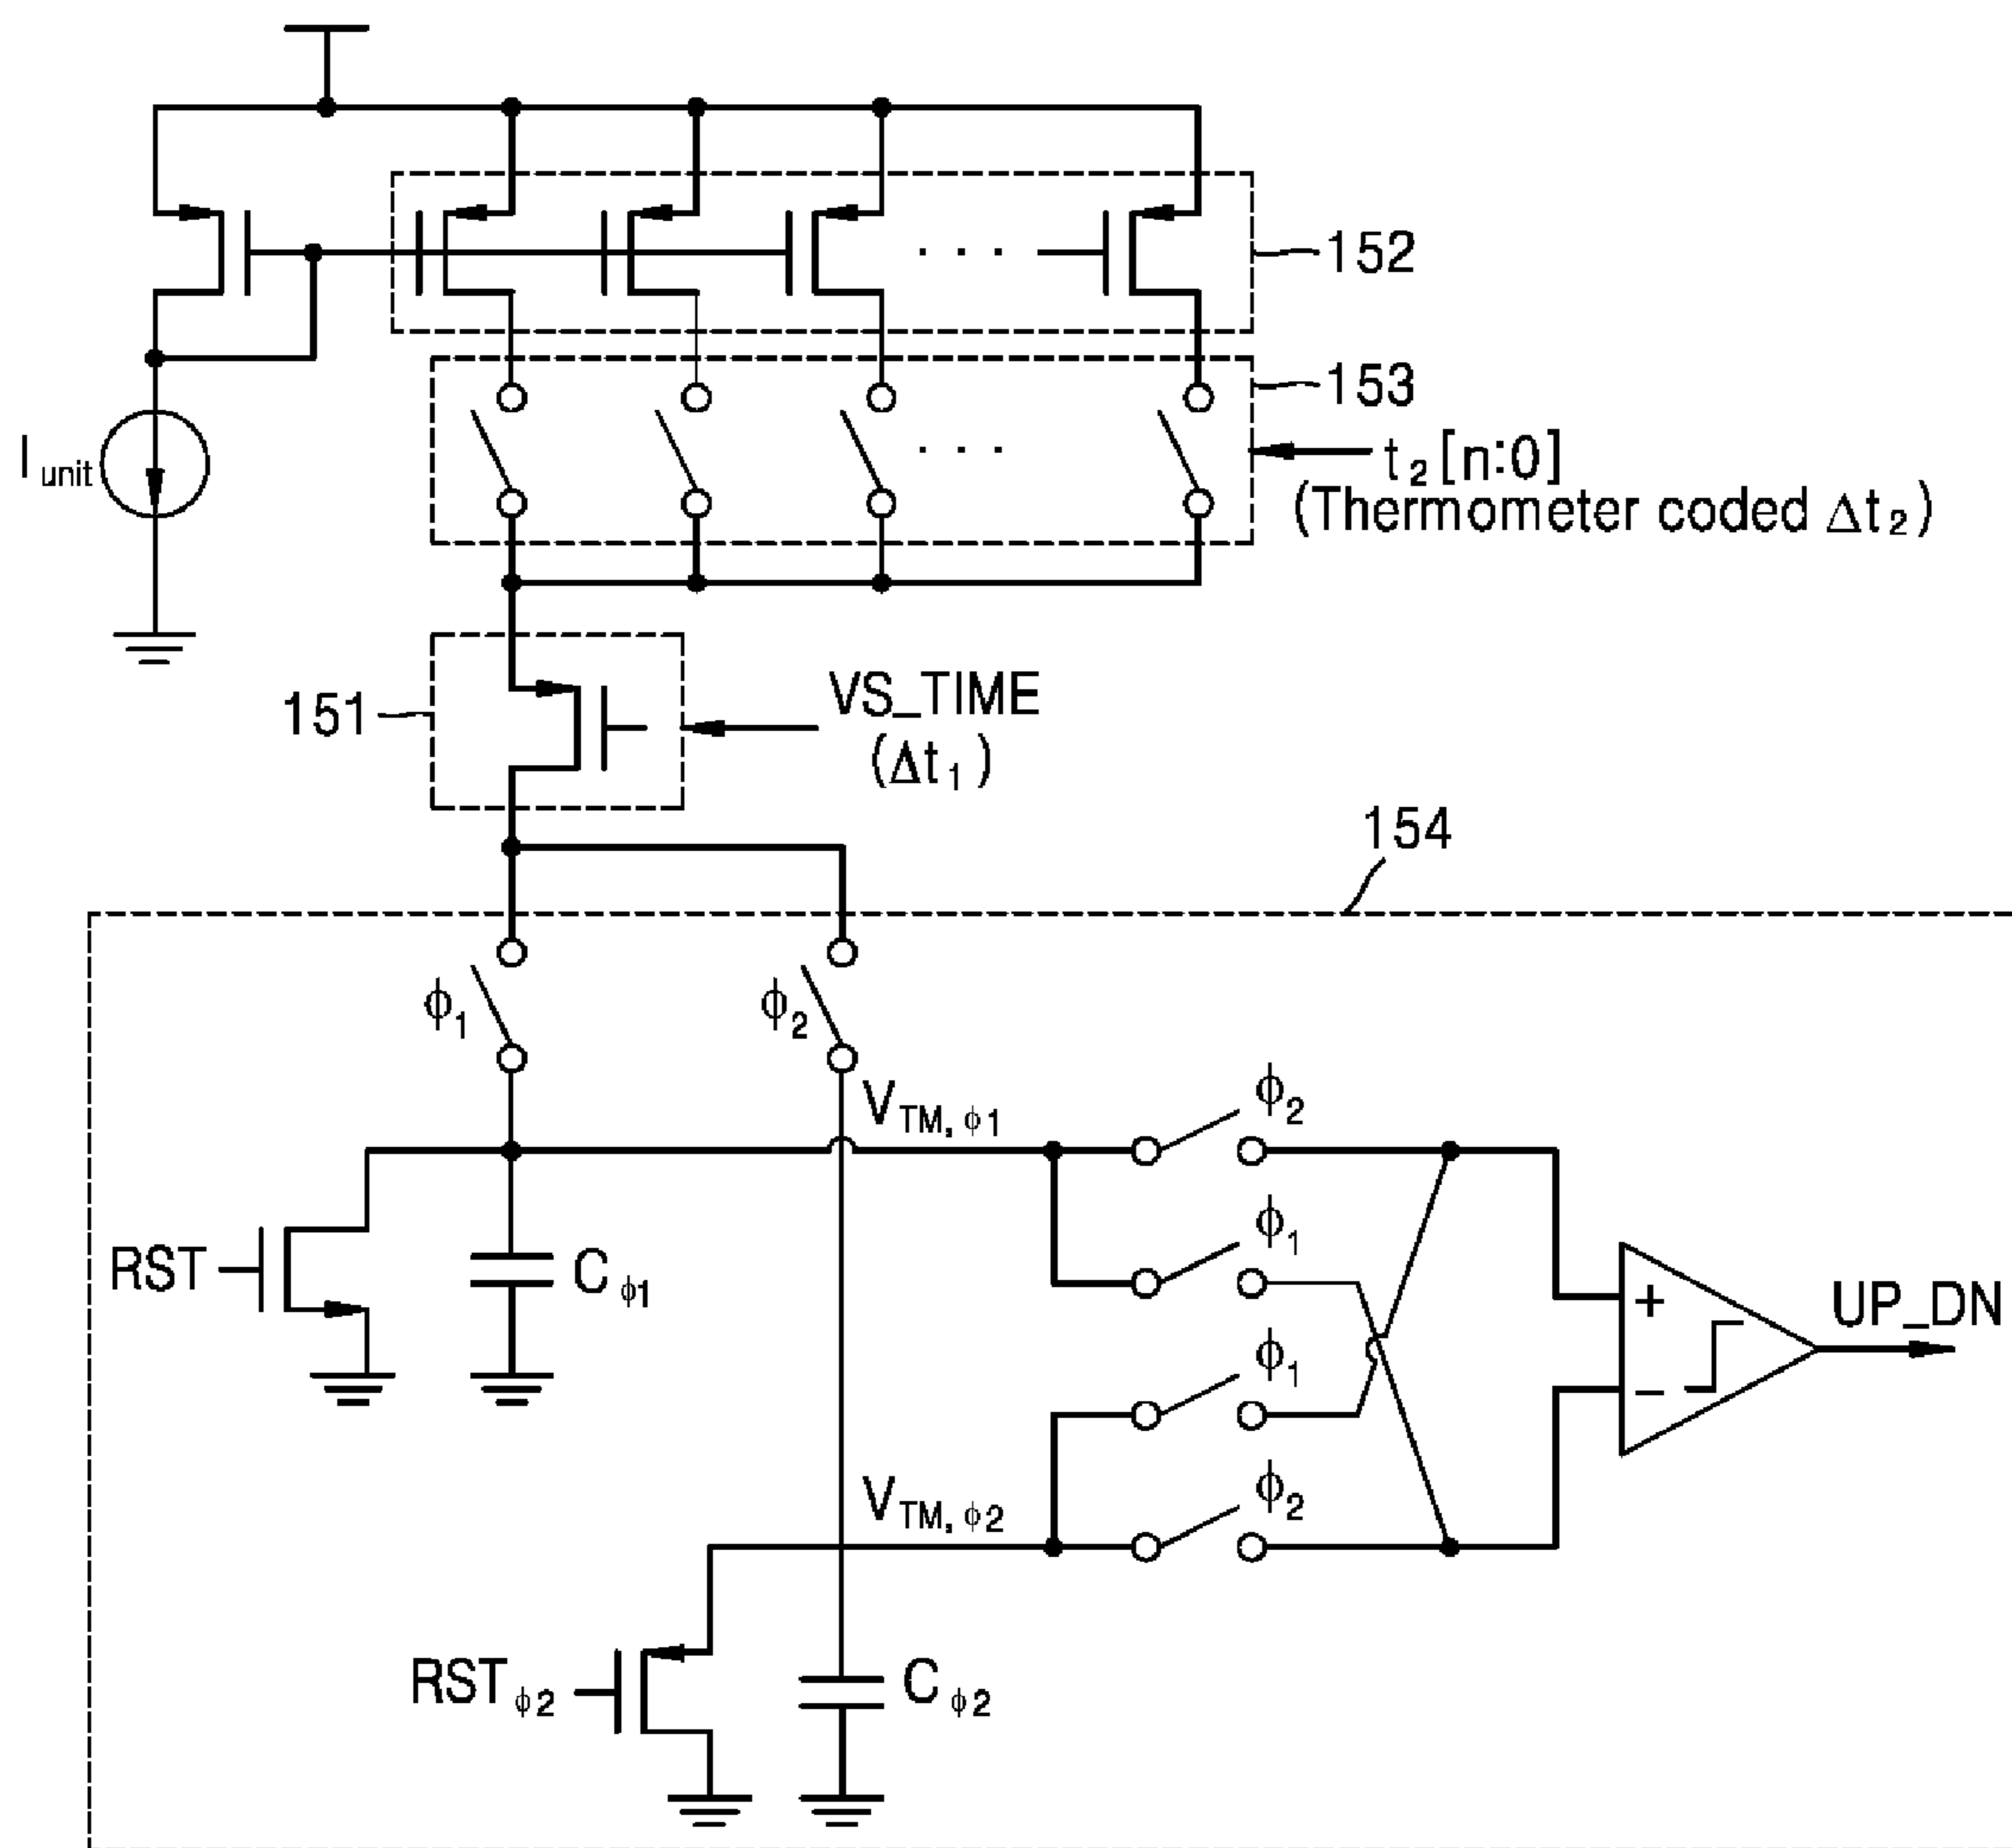 152
153
I unit
t₂[n:0]
(Thermometer coded Δt₂)
151
VS_TIME
(Δt₁)
154
ϕ₁
ϕ₂
V TM, ϕ1
ϕ₂
ϕ₁
RST
C ϕ1
+
UP_DN
ϕ₁
−
V TM, ϕ2
ϕ₂
RST ϕ2
C ϕ2